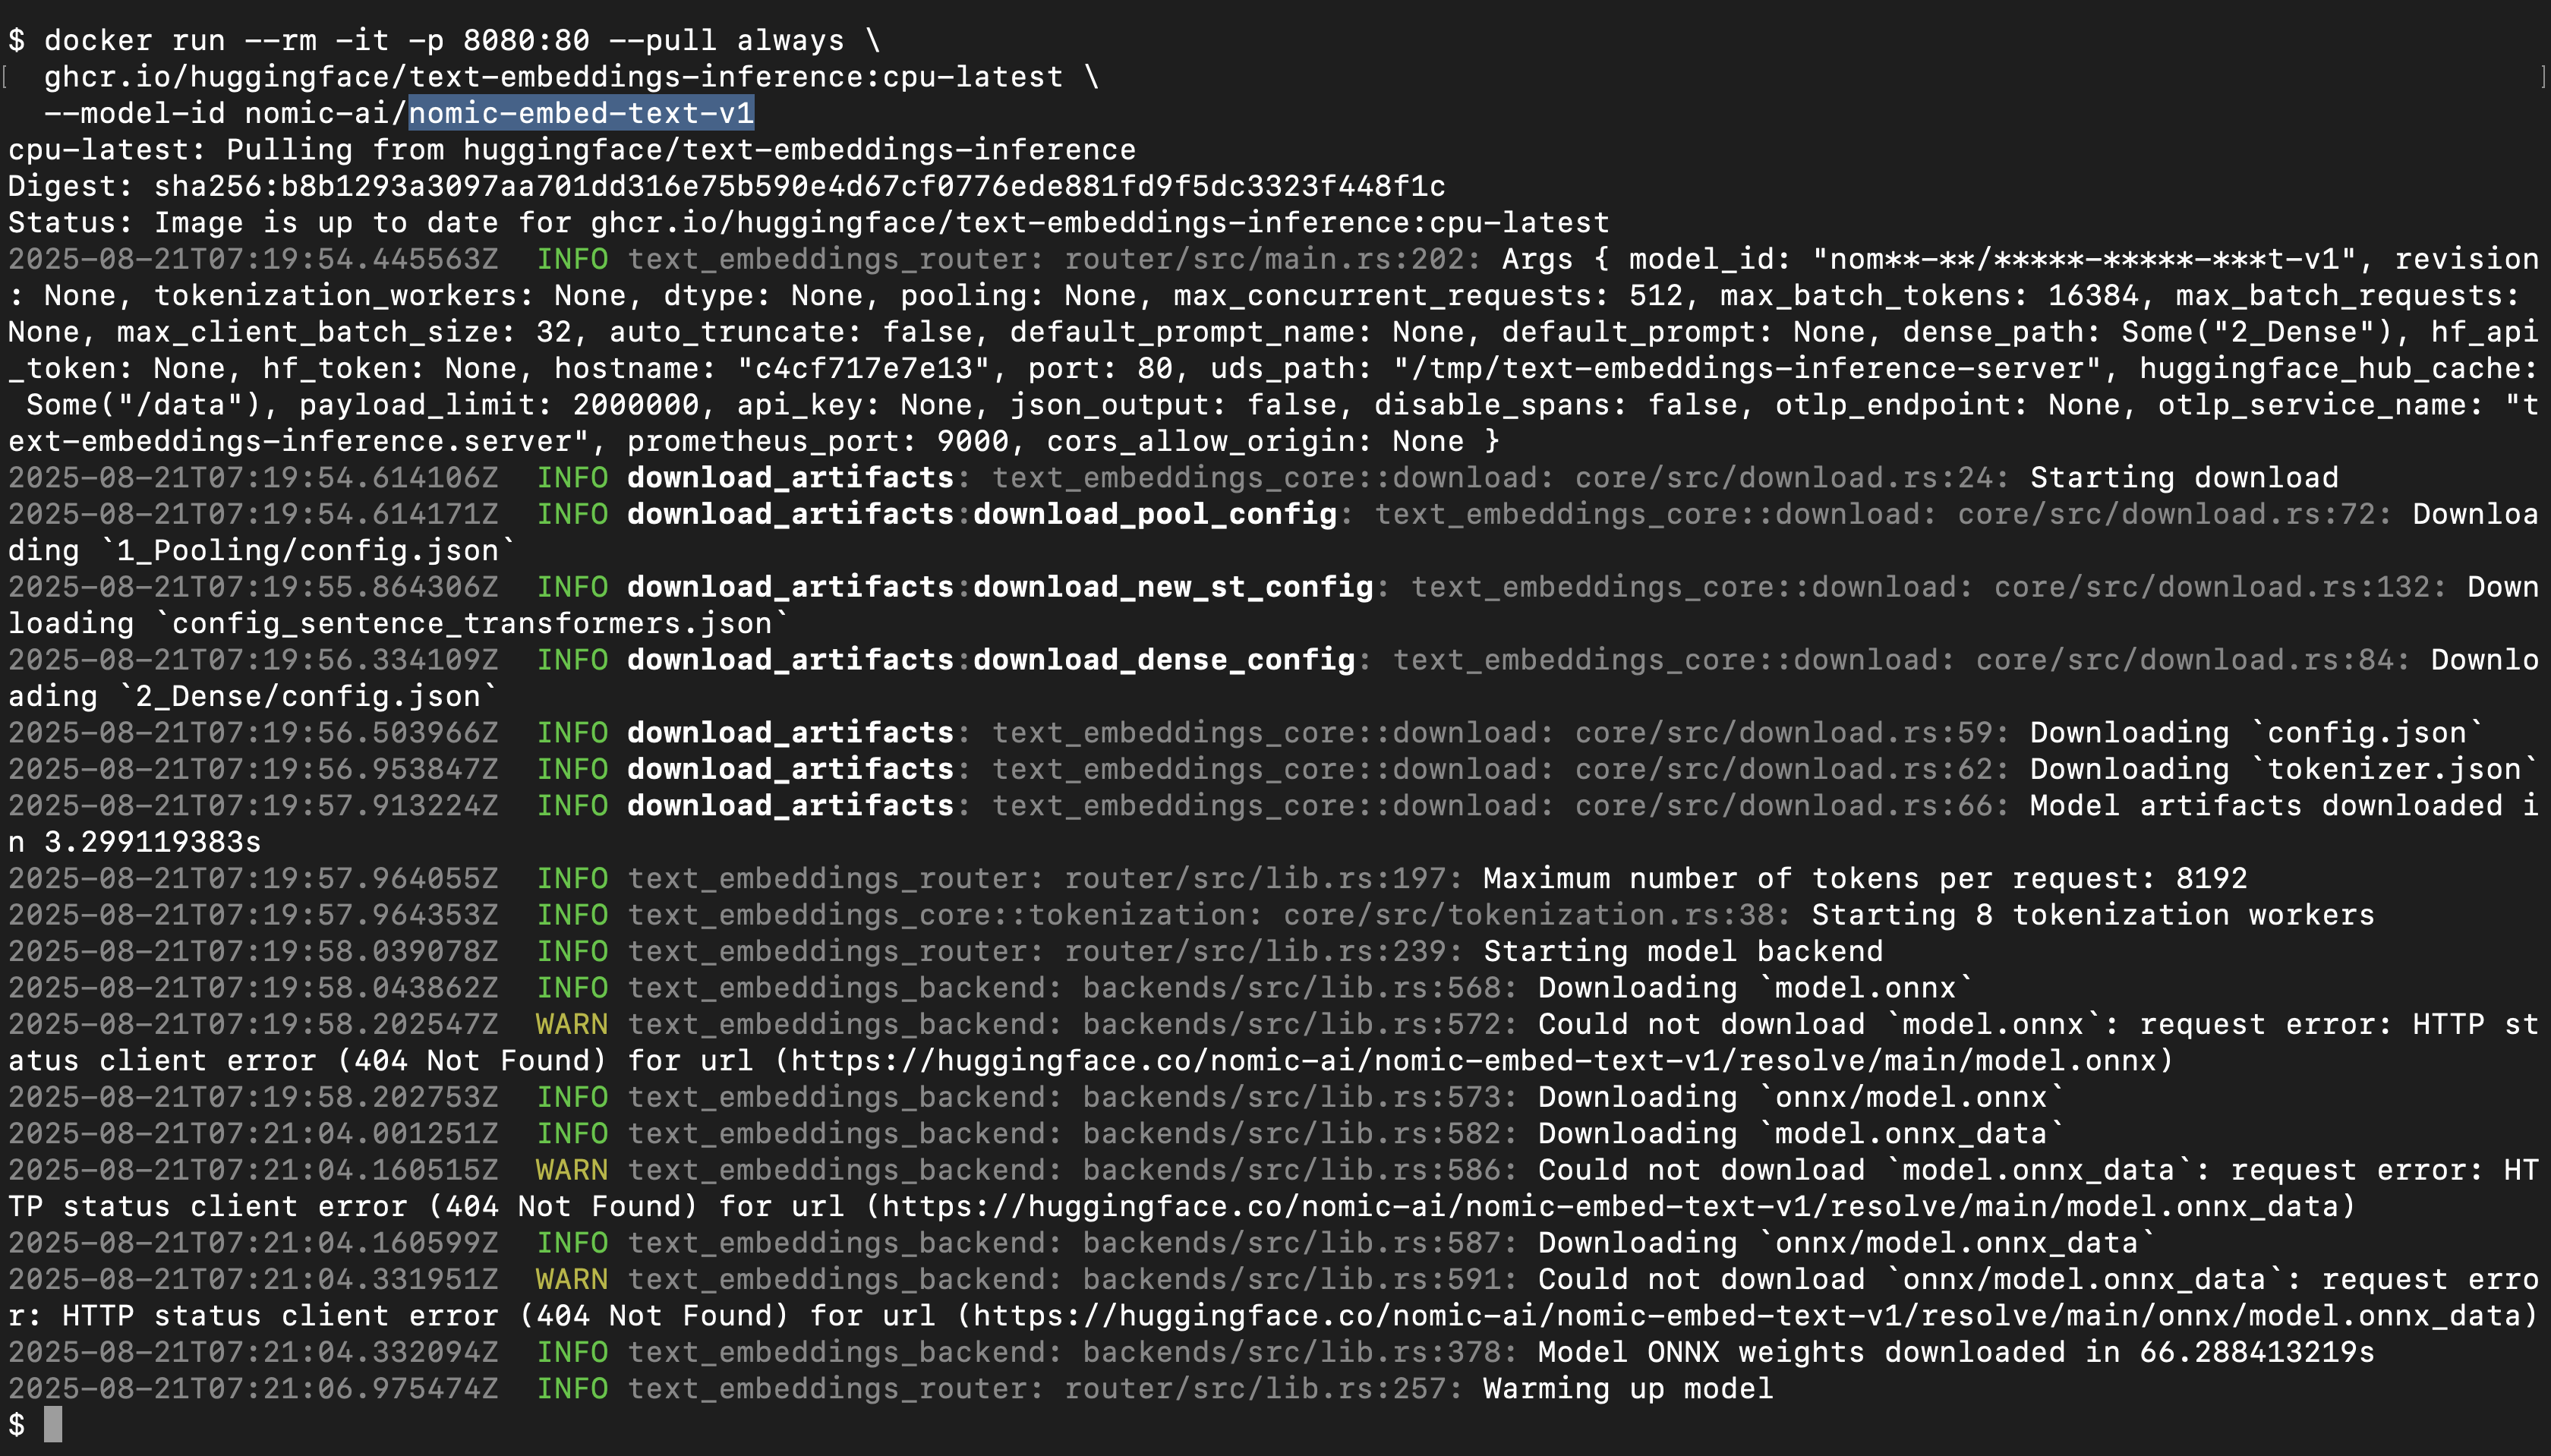 $ docker run --rm -it -p 8080:80 --pull always \
[ ghcr.io/huggingface/text-embeddings-inference:cpu-latest \ ]
--model-id nomic-ai/nomic-embed-text-v1
cpu-latest: Pulling from huggingface/text-embeddings-inference
Digest: sha256:b8b1293a3097aa701dd316e75b590e4d67cf0776ede881fd9f5dc3323f448f1c
Status: Image is up to date for ghcr.io/huggingface/text-embeddings-inference:cpu-latest
2025-08-21T07:19:54.445563Z  INFO text_embeddings_router: router/src/main.rs:202: Args { model_id: "nom**-**/*****-*****-***t-v1", revision
: None, tokenization_workers: None, dtype: None, pooling: None, max_concurrent_requests: 512, max_batch_tokens: 16384, max_batch_requests:
None, max_client_batch_size: 32, auto_truncate: false, default_prompt_name: None, default_prompt: None, dense_path: Some("2_Dense"), hf_api
_token: None, hf_token: None, hostname: "c4cf717e7e13", port: 80, uds_path: "/tmp/text-embeddings-inference-server", huggingface_hub_cache:
Some("/data"), payload_limit: 2000000, api_key: None, json_output: false, disable_spans: false, otlp_endpoint: None, otlp_service_name: "t
ext-embeddings-inference.server", prometheus_port: 9000, cors_allow_origin: None }
2025-08-21T07:19:54.614106Z  INFO download_artifacts: text_embeddings_core::download: core/src/download.rs:24: Starting download
2025-08-21T07:19:54.614171Z  INFO download_artifacts:download_pool_config: text_embeddings_core::download: core/src/download.rs:72: Downloa
ding `1_Pooling/config.json`
2025-08-21T07:19:55.864306Z  INFO download_artifacts:download_new_st_config: text_embeddings_core::download: core/src/download.rs:132: Down
loading `config_sentence_transformers.json`
2025-08-21T07:19:56.334109Z  INFO download_artifacts:download_dense_config: text_embeddings_core::download: core/src/download.rs:84: Downlo
ading `2_Dense/config.json`
2025-08-21T07:19:56.503966Z  INFO download_artifacts: text_embeddings_core::download: core/src/download.rs:59: Downloading `config.json`
2025-08-21T07:19:56.953847Z  INFO download_artifacts: text_embeddings_core::download: core/src/download.rs:62: Downloading `tokenizer.json`
2025-08-21T07:19:57.913224Z  INFO download_artifacts: text_embeddings_core::download: core/src/download.rs:66: Model artifacts downloaded i
n 3.299119383s
2025-08-21T07:19:57.964055Z  INFO text_embeddings_router: router/src/lib.rs:197: Maximum number of tokens per request: 8192
2025-08-21T07:19:57.964353Z  INFO text_embeddings_core::tokenization: core/src/tokenization.rs:38: Starting 8 tokenization workers
2025-08-21T07:19:58.039078Z  INFO text_embeddings_router: router/src/lib.rs:239: Starting model backend
2025-08-21T07:19:58.043862Z  INFO text_embeddings_backend: backends/src/lib.rs:568: Downloading `model.onnx`
2025-08-21T07:19:58.202547Z  WARN text_embeddings_backend: backends/src/lib.rs:572: Could not download `model.onnx`: request error: HTTP st
atus client error (404 Not Found) for url (https://huggingface.co/nomic-ai/nomic-embed-text-v1/resolve/main/model.onnx)
2025-08-21T07:19:58.202753Z  INFO text_embeddings_backend: backends/src/lib.rs:573: Downloading `onnx/model.onnx`
2025-08-21T07:21:04.001251Z  INFO text_embeddings_backend: backends/src/lib.rs:582: Downloading `model.onnx_data`
2025-08-21T07:21:04.160515Z  WARN text_embeddings_backend: backends/src/lib.rs:586: Could not download `model.onnx_data`: request error: HT
TP status client error (404 Not Found) for url (https://huggingface.co/nomic-ai/nomic-embed-text-v1/resolve/main/model.onnx_data)
2025-08-21T07:21:04.160599Z  INFO text_embeddings_backend: backends/src/lib.rs:587: Downloading `onnx/model.onnx_data`
2025-08-21T07:21:04.331951Z  WARN text_embeddings_backend: backends/src/lib.rs:591: Could not download `onnx/model.onnx_data`: request erro
r: HTTP status client error (404 Not Found) for url (https://huggingface.co/nomic-ai/nomic-embed-text-v1/resolve/main/onnx/model.onnx_data)
2025-08-21T07:21:04.332094Z  INFO text_embeddings_backend: backends/src/lib.rs:378: Model ONNX weights downloaded in 66.288413219s
2025-08-21T07:21:06.975474Z  INFO text_embeddings_router: router/src/lib.rs:257: Warming up model
$